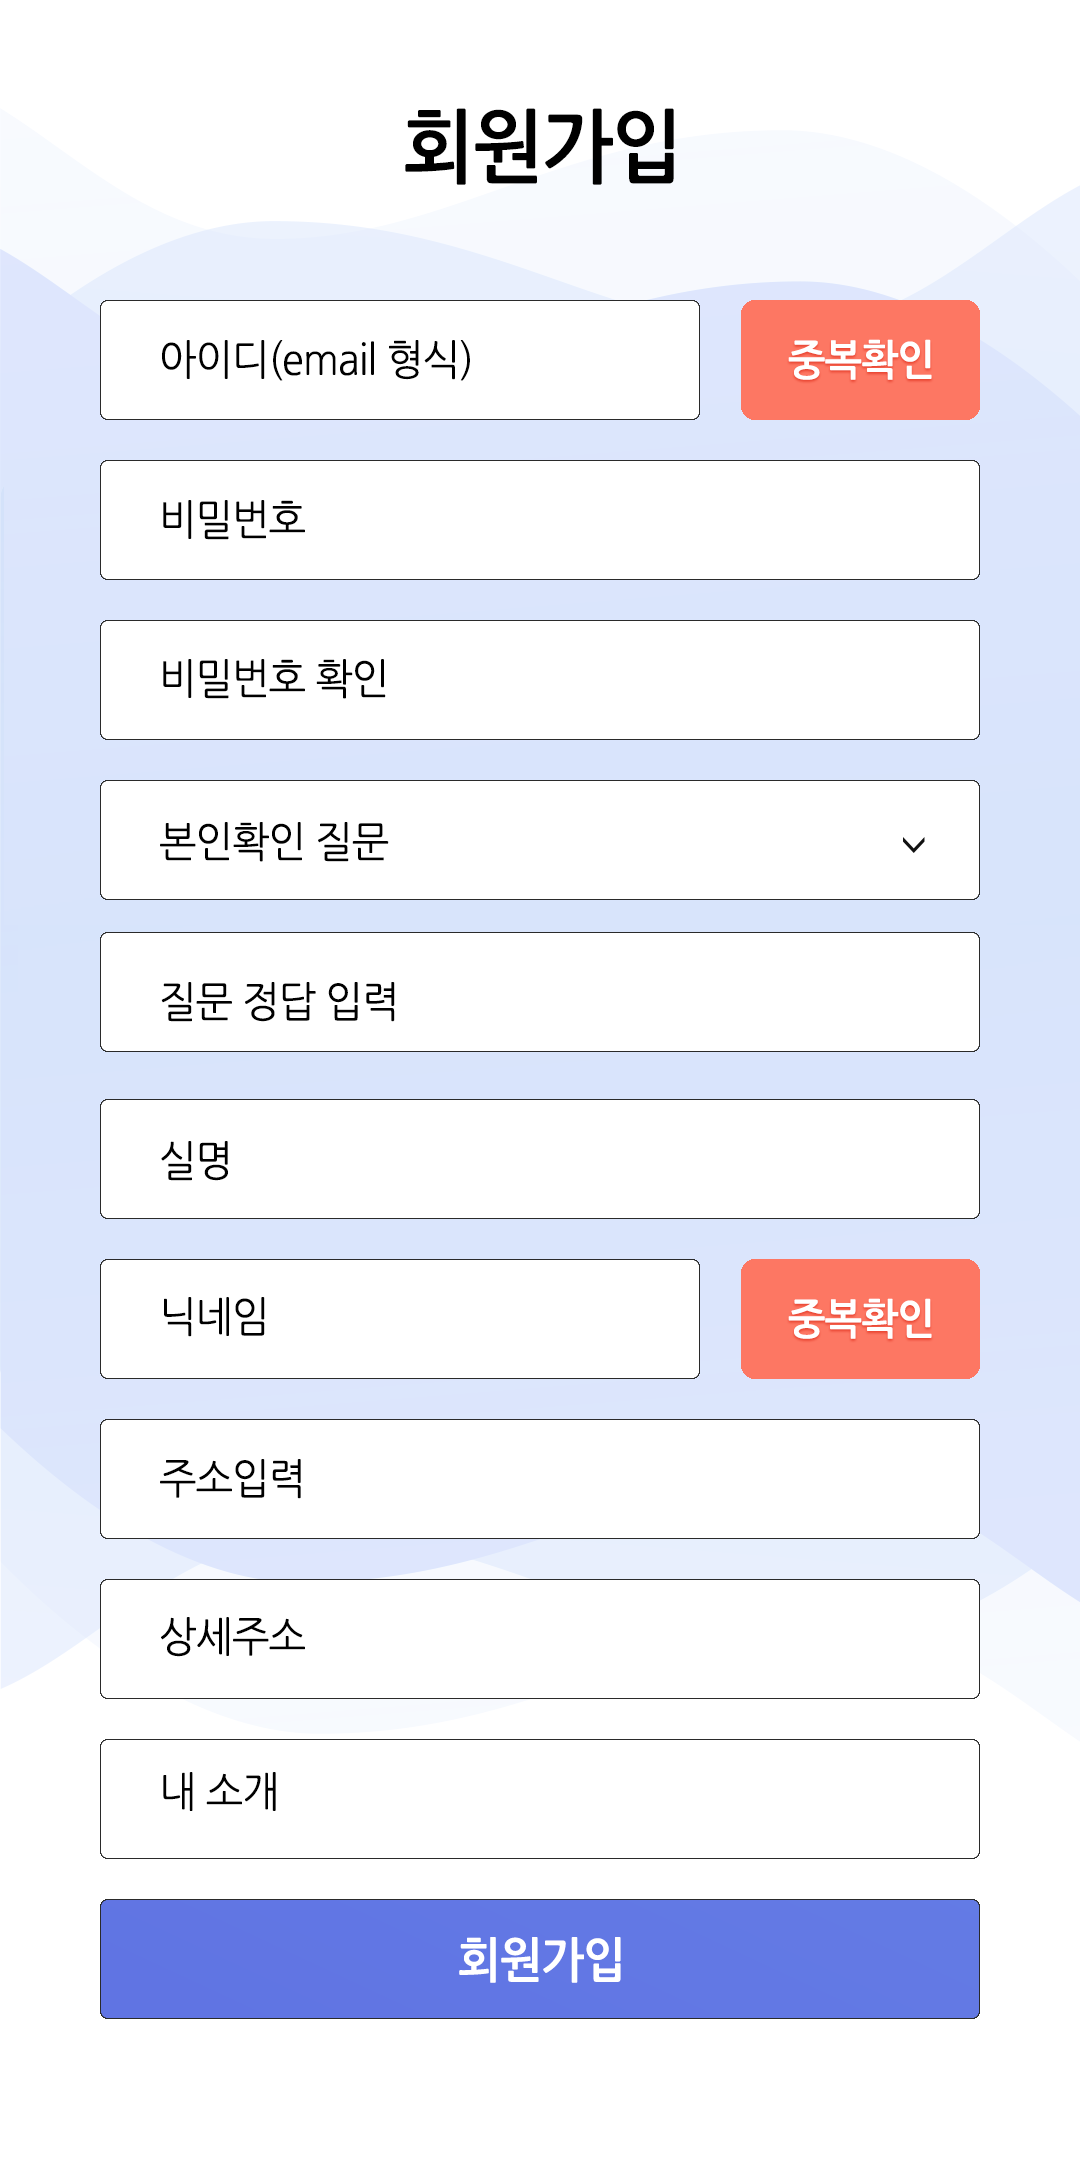 회원가입
아이디(email 형식)
중복확인
비밀번호
비밀번호 확인
본인확인 질문
질문 정답 입력
실명
닉네임
중복확인
주소입력
상세주소
내 소개
회원가입